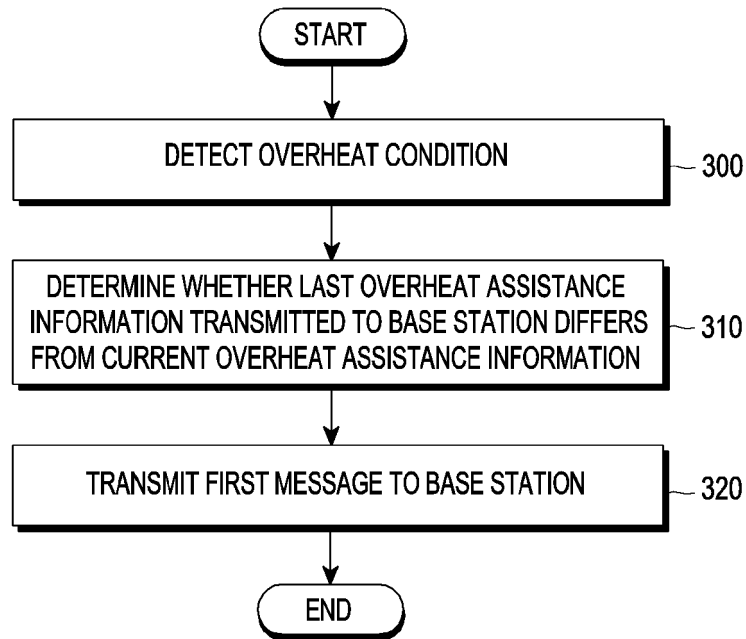 START
DETECT OVERHEAT CONDITION
300
DETERMINE WHETHER LAST OVERHEAT ASSISTANCE
INFORMATION TRANSMITTED TO BASE STATION DIFFERS
FROM CURRENT OVERHEAT ASSISTANCE INFORMATION
310
TRANSMIT FIRST MESSAGE TO BASE STATION
320
END